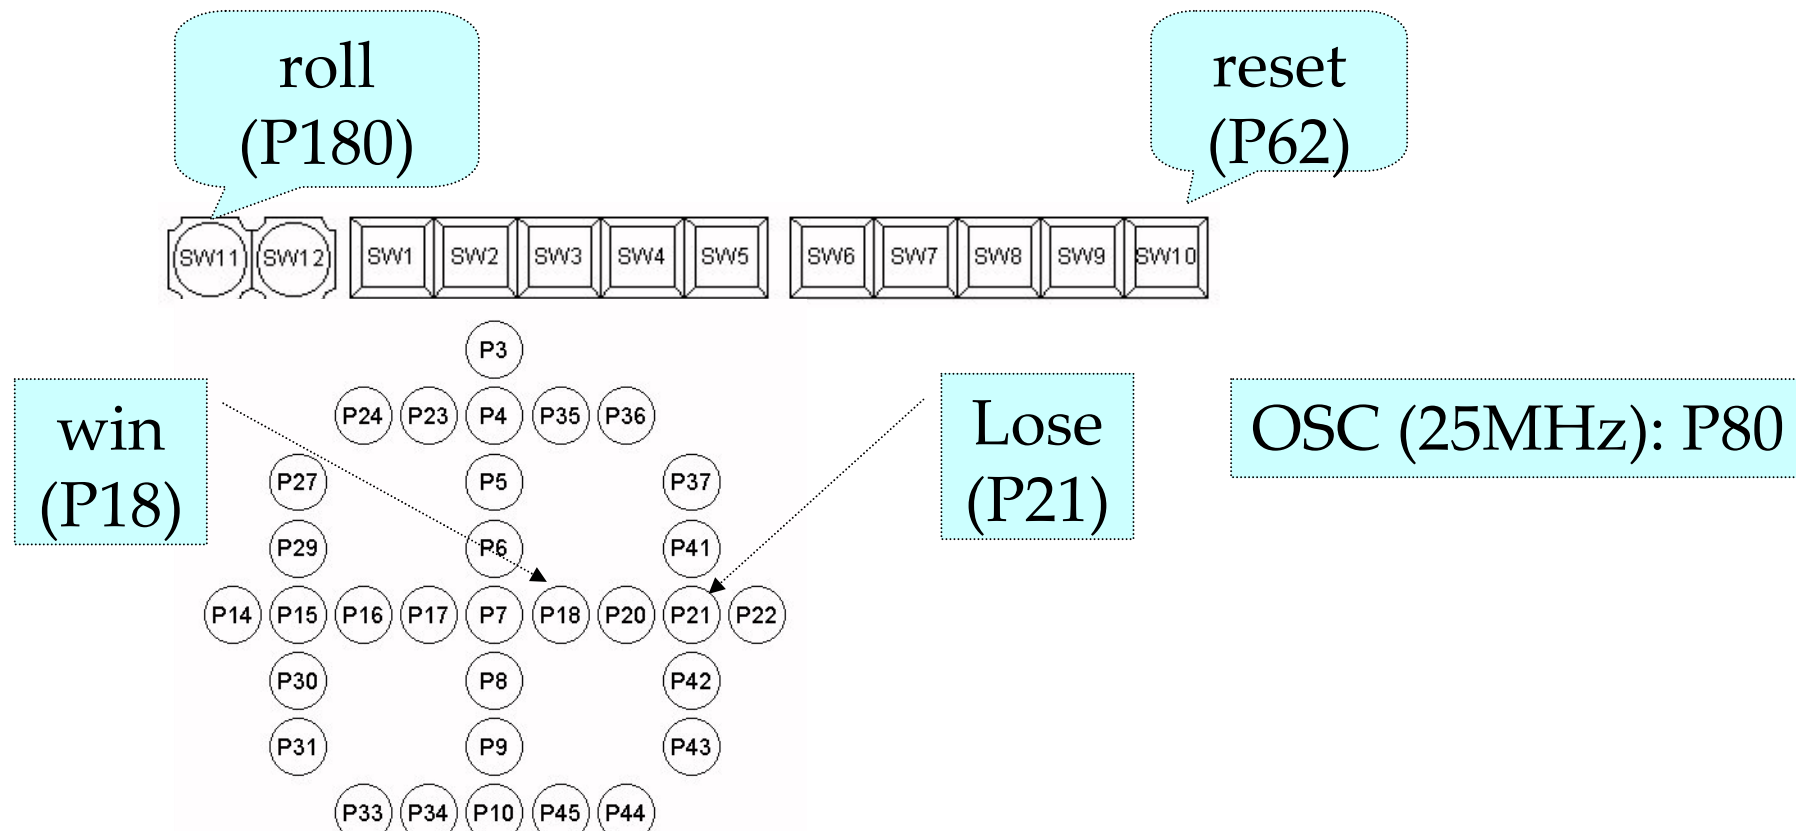 roll
(P180)
reset
(P62)
SW11 SW12 SW1 SW2 SW3 SW4 SW5 SW6 SW7 SW8 SW9 SW10
P3
P24 P23 P4 P35 P36
win
(P18)
Lose
(P21)
OSC (25MHz): P80
P27 P5 P37
P29 P6 P41
P14 P15 P16 P17 P7 P18 P20 P21 P22
P30 P8 P42
P31 P9 P43
P33 P34 P10 P45 P44